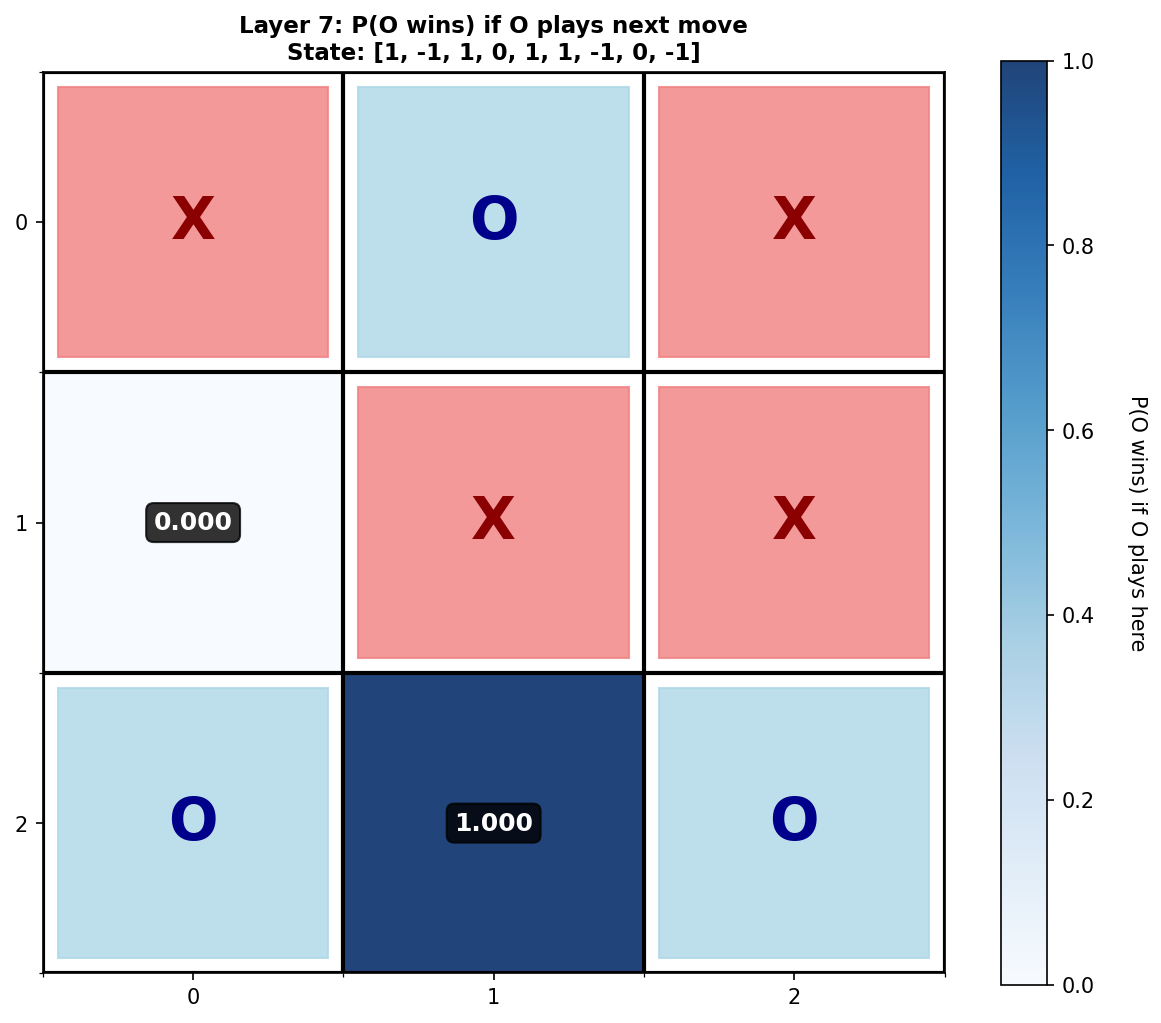 Layer 7: P(O wins) if O plays next move
State: [1, -1, 1, 0, 1, 1, -1, 0, -1]
X
O
X
0.000
X
X
O
1.000
O
0
1
2
0
1
2
1.0
0.8
0.6
0.4
0.2
0.0
P(O wins) if O plays here